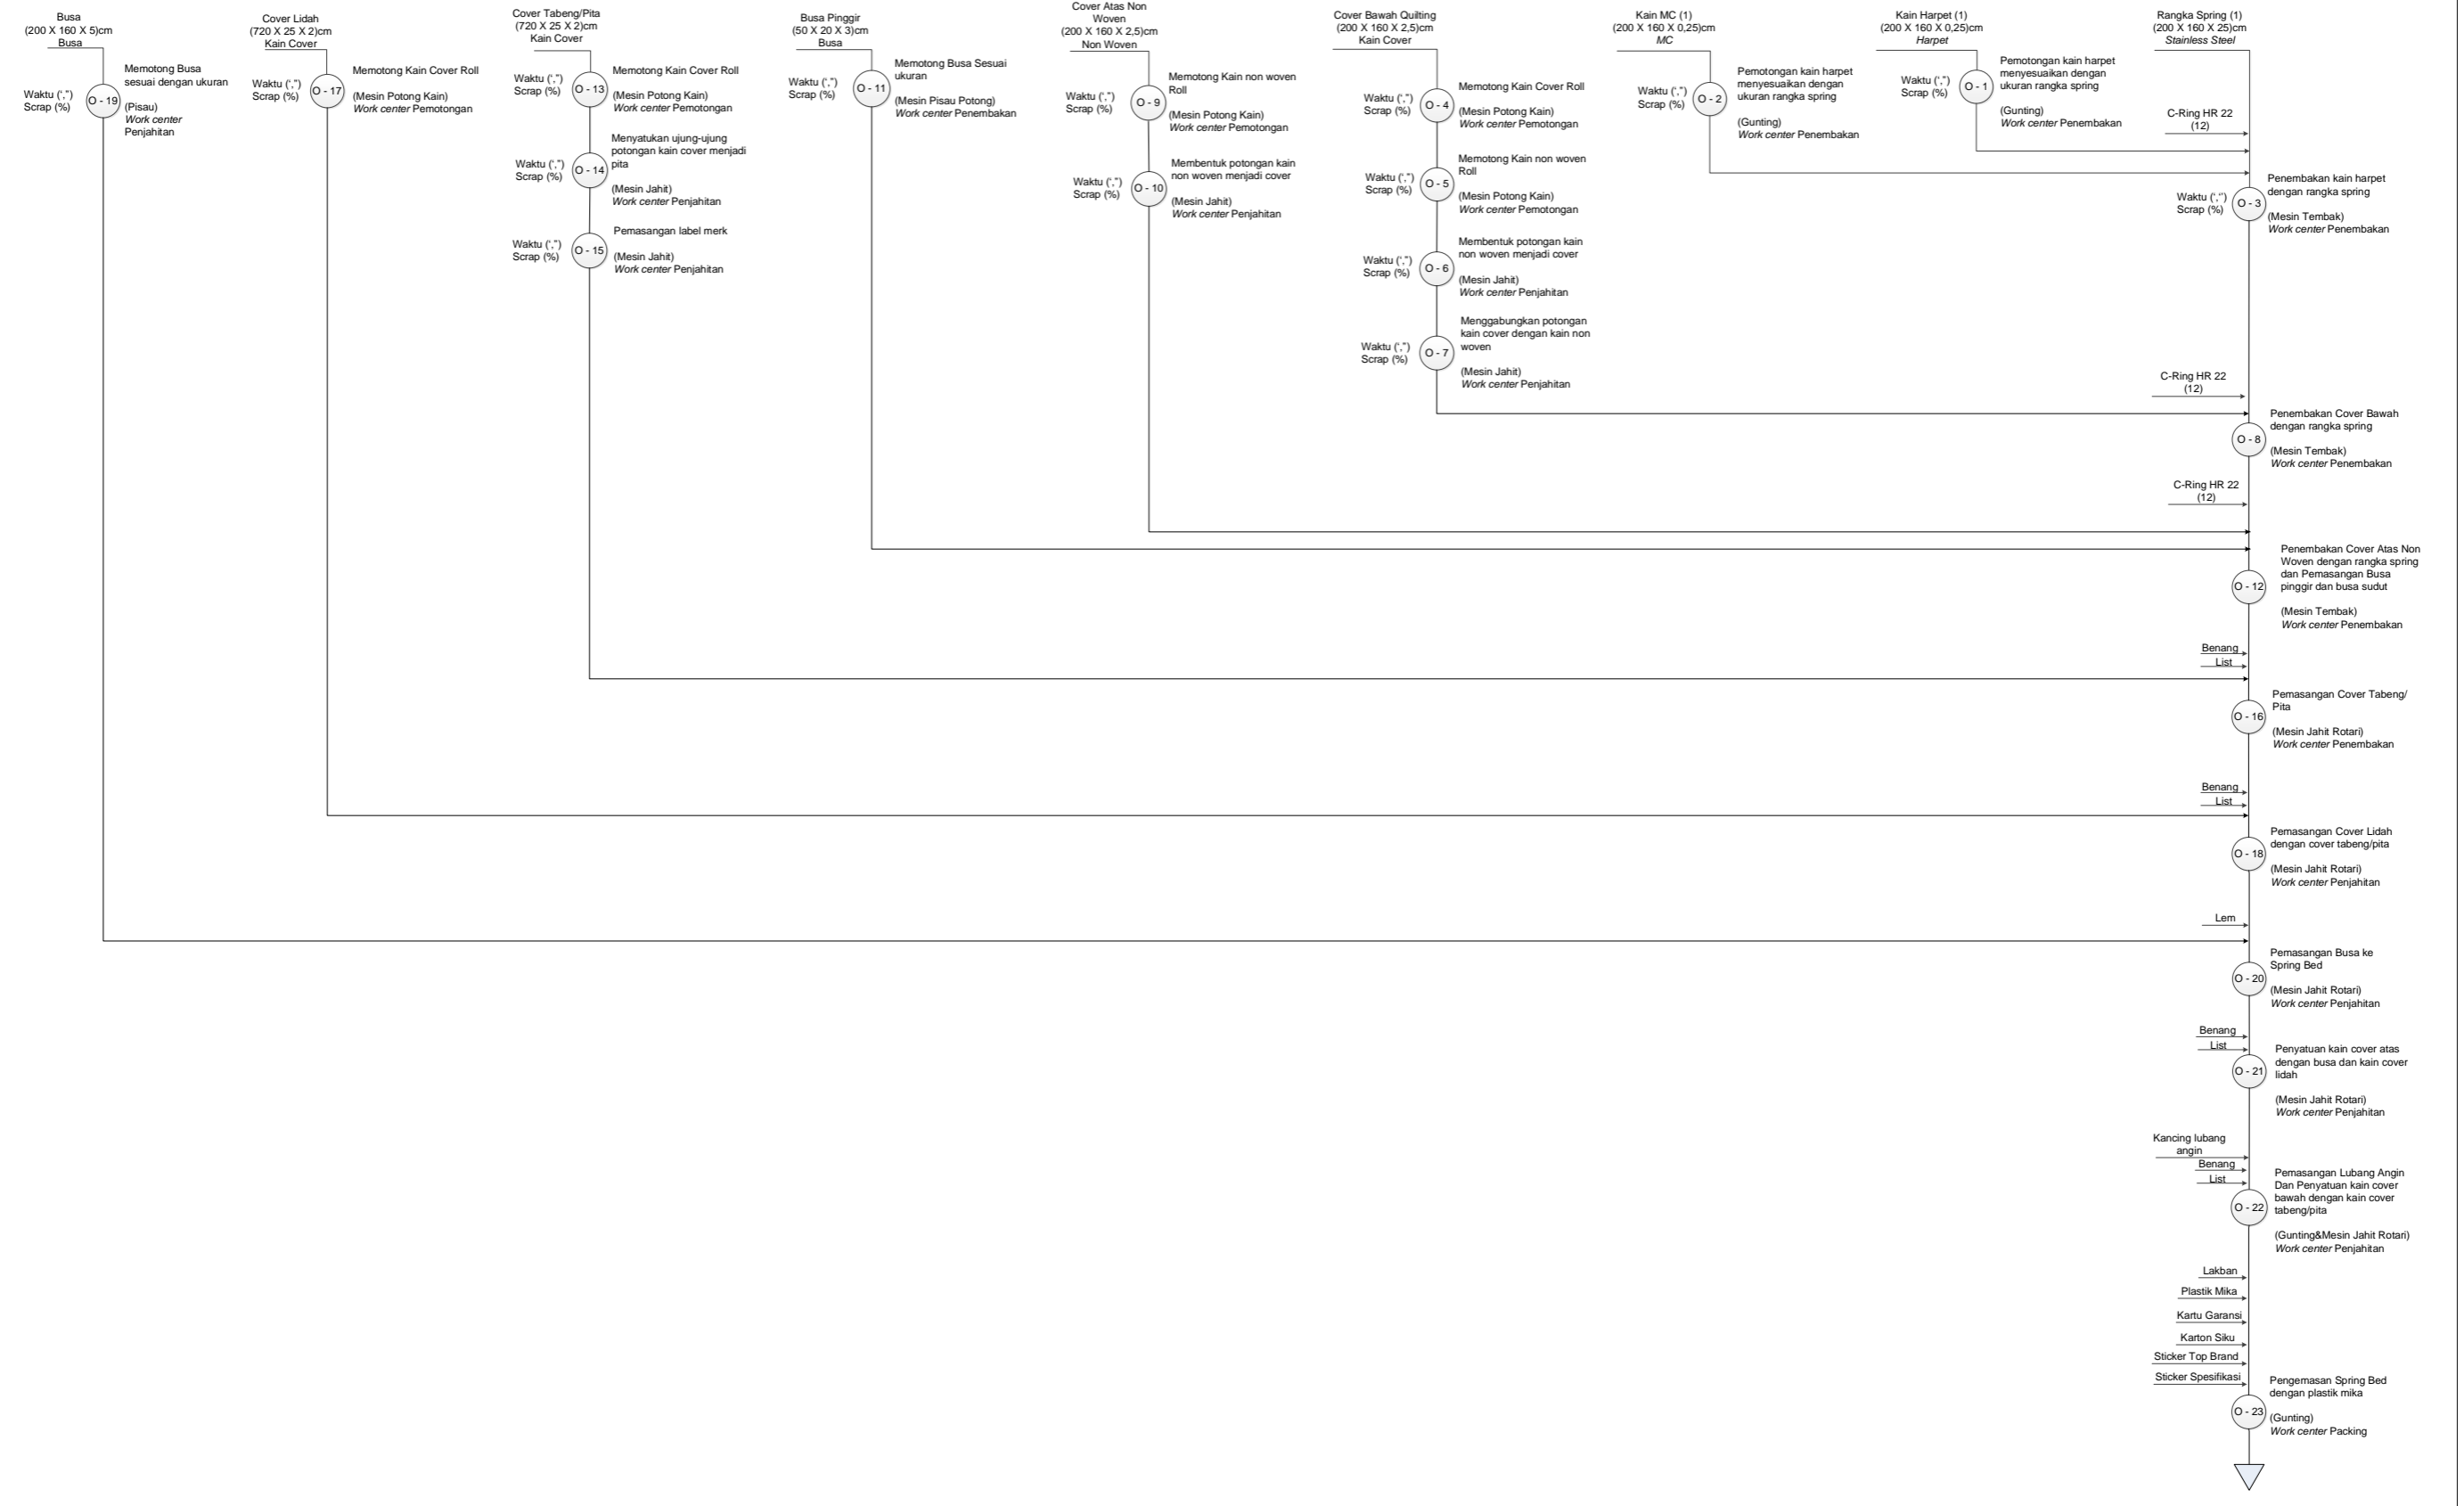 Busa
(200 X 160 X 5)cm
Busa
Waktu (‘,”)
Scrap (%)
O - 19
Memotong Busa
sesuai dengan ukuran
(Pisau)
Work center
Penjahitan
Cover Lidah
(720 X 25 X 2)cm
Kain Cover
Waktu (‘,”)
Scrap (%)
O - 17
Memotong Kain Cover Roll
(Mesin Potong Kain)
Work center Pemotongan
Cover Tabeng/Pita
(720 X 25 X 2)cm
Kain Cover
Waktu (‘,”)
Scrap (%)
O - 13
Memotong Kain Cover Roll
(Mesin Potong Kain)
Work center Pemotongan
Waktu (‘,”)
Scrap (%)
O - 14
Menyatukan ujung-ujung
potongan kain cover menjadi
pita
(Mesin Jahit)
Work center Penjahitan
Waktu (‘,”)
Scrap (%)
O - 15
Pemasangan label merk
(Mesin Jahit)
Work center Penjahitan
Busa Pinggir
(50 X 20 X 3)cm
Busa
Waktu (‘,”)
Scrap (%)
O - 11
Memotong Busa Sesuai
ukuran
(Mesin Pisau Potong)
Work center Penembakan
Cover Atas Non
Woven
(200 X 160 X 2,5)cm
Non Woven
Waktu (‘,”)
Scrap (%)
O - 9
Memotong Kain non woven
Roll
(Mesin Potong Kain)
Work center Pemotongan
Waktu (‘,”)
Scrap (%)
O - 10
Membentuk potongan kain
non woven menjadi cover
(Mesin Jahit)
Work center Penjahitan
Cover Bawah Quilting
(200 X 160 X 2,5)cm
Kain Cover
Waktu (‘,”)
Scrap (%)
O - 4
Memotong Kain Cover Roll
(Mesin Potong Kain)
Work center Pemotongan
Waktu (‘,”)
Scrap (%)
O - 5
Memotong Kain non woven
Roll
(Mesin Potong Kain)
Work center Pemotongan
Waktu (‘,”)
Scrap (%)
O - 6
Membentuk potongan kain
non woven menjadi cover
(Mesin Jahit)
Work center Penjahitan
Waktu (‘,”)
Scrap (%)
O - 7
Menggabungkan potongan
kain cover dengan kain non
woven
(Mesin Jahit)
Work center Penjahitan
Kain MC (1)
(200 X 160 X 0,25)cm
MC
Waktu (‘,”)
Scrap (%)
O - 2
Pemotongan kain harpet
menyesuaikan dengan
ukuran rangka spring
(Gunting)
Work center Penembakan
Kain Harpet (1)
(200 X 160 X 0,25)cm
Harpet
Waktu (‘,”)
Scrap (%)
O - 1
Pemotongan kain harpet
menyesuaikan dengan
ukuran rangka spring
(Gunting)
Work center Penembakan
Rangka Spring (1)
(200 X 160 X 25)cm
Stainless Steel
C-Ring HR 22
(12)
Waktu (‘,”)
Scrap (%)
O - 3
Penembakan kain harpet
dengan rangka spring
(Mesin Tembak)
Work center Penembakan
C-Ring HR 22
(12)
O - 8
Penembakan Cover Bawah
dengan rangka spring
(Mesin Tembak)
Work center Penembakan
C-Ring HR 22
(12)
O - 12
Penembakan Cover Atas Non
Woven dengan rangka spring
dan Pemasangan Busa
pinggir dan busa sudut
(Mesin Tembak)
Work center Penembakan
Benang
List
O - 16
Pemasangan Cover Tabeng/
Pita
(Mesin Jahit Rotari)
Work center Penembakan
Benang
List
O - 18
Pemasangan Cover Lidah
dengan cover tabeng/pita
(Mesin Jahit Rotari)
Work center Penjahitan
Lem
O - 20
Pemasangan Busa ke
Spring Bed
(Mesin Jahit Rotari)
Work center Penjahitan
Benang
List
O - 21
Penyatuan kain cover atas
dengan busa dan kain cover
lidah
(Mesin Jahit Rotari)
Work center Penjahitan
Kancing lubang
angin
Benang
List
O - 22
Pemasangan Lubang Angin
Dan Penyatuan kain cover
bawah dengan kain cover
tabeng/pita
(Gunting&Mesin Jahit Rotari)
Work center Penjahitan
Lakban
Plastik Mika
Kartu Garansi
Karton Siku
Sticker Top Brand
Sticker Spesifikasi
O - 23
Pengemasan Spring Bed
dengan plastik mika
(Gunting)
Work center Packing